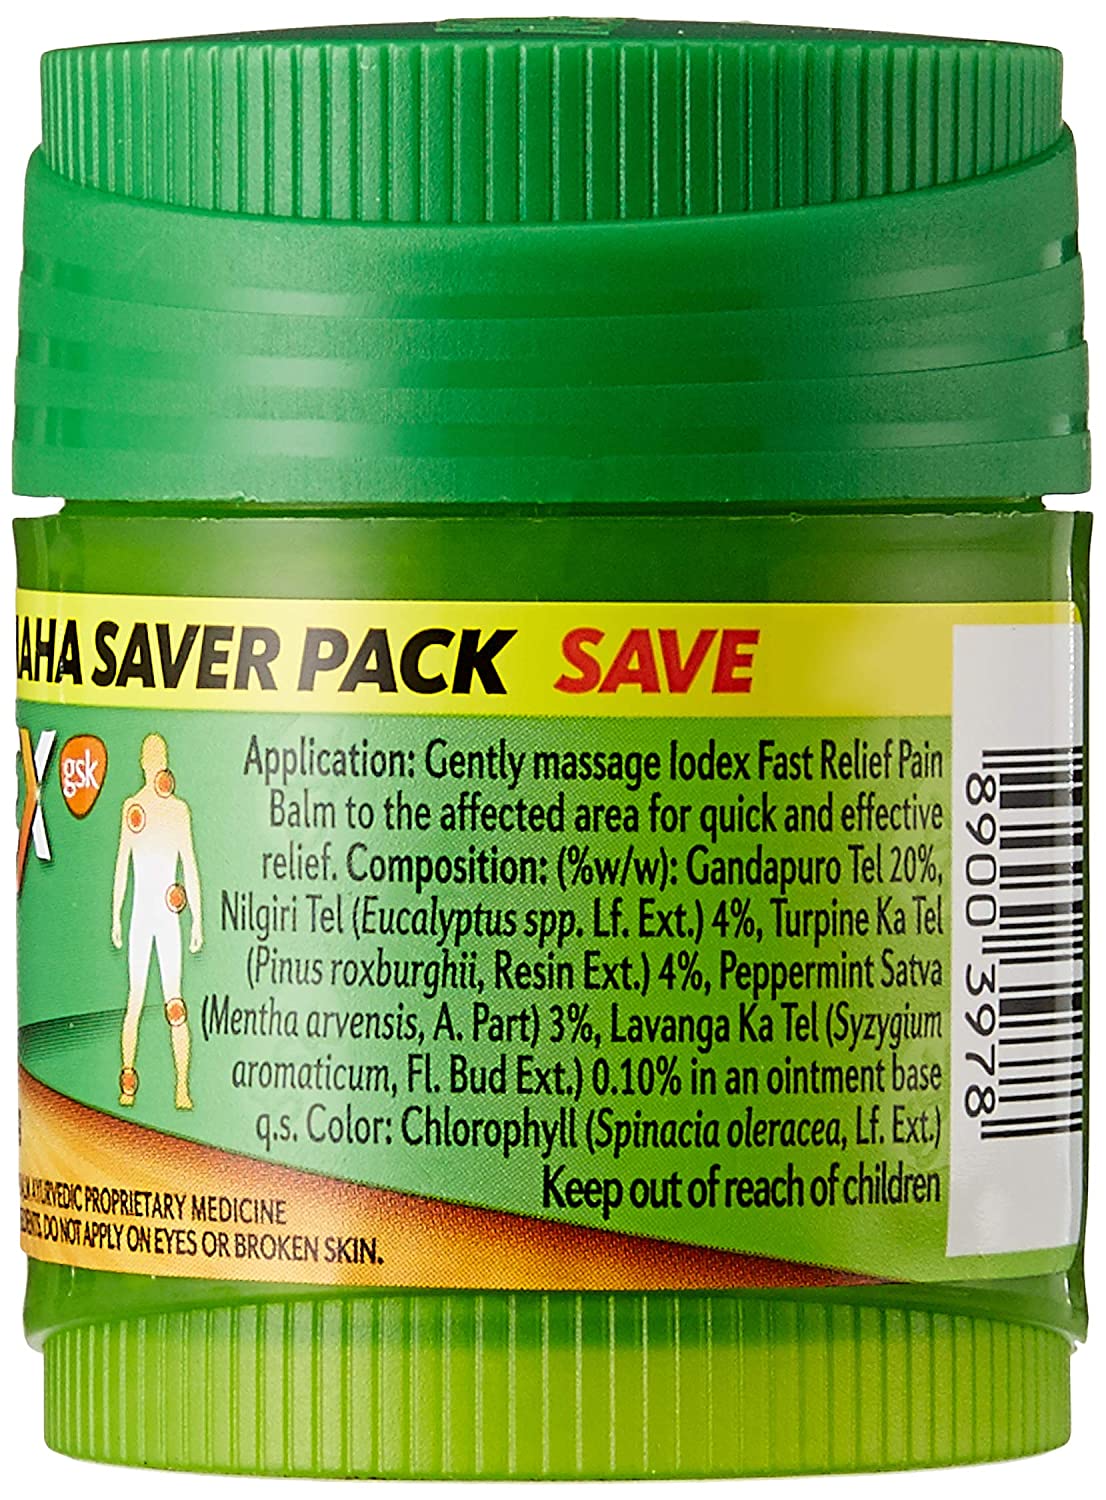 SAVER PACK SAVE
gsk
Application: Gently massage Iodex Fast Relief Pain
Balm to the affected area for quick and effective
relief. Composition: (%w/w): Gandapuro Tel 20%,
Nilgiri Tel (Eucalyptus spp. Lf. Ext.) 4%, Turpine Ka Tel
(Pinus roxburghii, Resin Ext.) 4%, Peppermint Satva
(Mentha arvensis, A. Part) 3%, Lavanga Ka Tel (Syzygium
aromaticum, Fl. Bud Ext.) 0.10% in an ointment base
q.s. Color: Chlorophyll (Spinacia oleracea, Lf. Ext.)
Keep out of reach of children
AYURVEDIC PROPRIETARY MEDICINE
DO NOT APPLY ON EYES OR BROKEN SKIN.
8900 3978